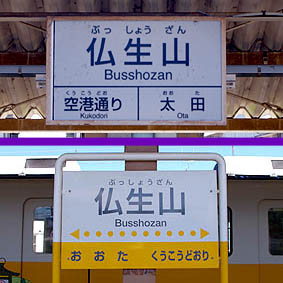 ぶっ しょう ざん
仏生山
Busshozan
くう こう どお
空港通り
Kukodori
おお た
太 田
Ota
ぶっしょうざん
仏生山
Busshozan
おおた くうこうどおり